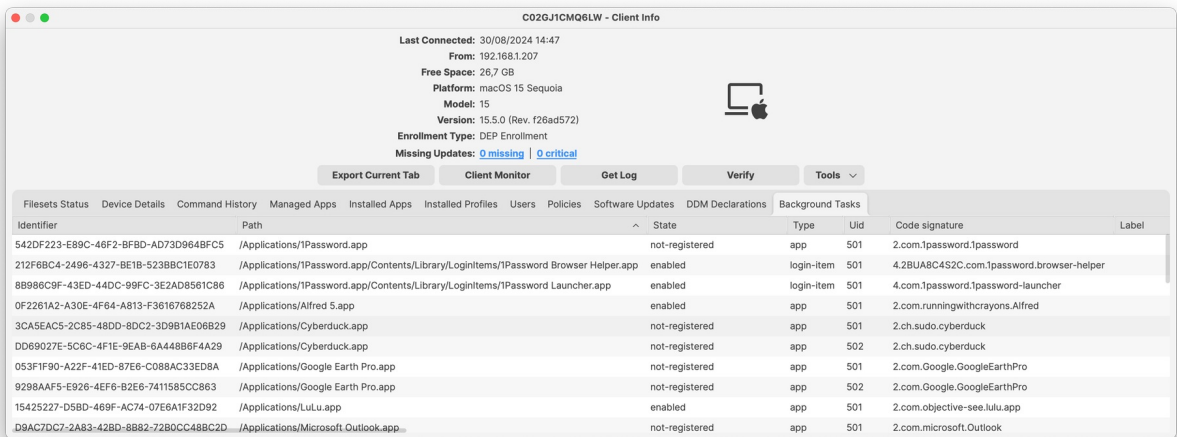 C02GJ1CMQ6LW - Client Info
Last Connected: 30/08/2024 14:47
From: 192.168.1.207
Free Space: 26,7 GB
Platform: macOS 15 Sequoia
Model: 15
Version: 15.5.0 (Rev. f26ad572)
Enrollment Type: DEP Enrollment
Missing Updates: 0 missing | 0 critical
Export Current Tab Client Monitor Get Log Verify Tools
Filesets Status Device Details Command History Managed Apps Installed Apps Installed Profiles Users Policies Software Updates DDM Declarations Background Tasks
Identifier Path State Type Uid Code signature Label
542DF223-E89C-46F2-BFBD-AD73D964BFC5 /Applications/1Password.app not-registered app 501 2.com.1password.1password
212F6BC4-2496-4327-BE1B-523BBC1E0783 /Applications/1Password.app/Contents/Library/LoginItems/1Password Browser Helper.app enabled login-item 501 4.2BUA8C4S2C.com.1password.browser-helper
8B986C9F-43ED-44DC-99FC-3E2AD8561C86 /Applications/1Password.app/Contents/Library/LoginItems/1Password Launcher.app enabled login-item 501 4.com.1password.1password-launcher
0F2261A2-A30E-4F64-A813-F3616768252A /Applications/Alfred 5.app enabled app 501 2.com.runningwithcrayons.Alfred
3CA5EAC5-2C85-48DD-8DC2-3D9B1AE06B29 /Applications/Cyberduck.app not-registered app 501 2.ch.sudo.cyberduck
DD69027E-5C6C-4F1E-9EAB-6A448B6F4A29 /Applications/Cyberduck.app not-registered app 502 2.ch.sudo.cyberduck
053F1F90-A22F-41ED-87E6-C088AC33ED8A /Applications/Google Earth Pro.app not-registered app 501 2.com.Google.GoogleEarthPro
9298AAF5-E926-4EF6-B2E6-7411585CC863 /Applications/Google Earth Pro.app not-registered app 502 2.com.Google.GoogleEarthPro
15425227-D5BD-469F-AC74-07E6A1F32D92 /Applications/LuLu.app enabled app 501 2.com.objective-see.lulu.app
D9AC7DC7-2A83-42BD-8B82-72B0CC48BC2D /Applications/Microsoft Outlook.app not-registered app 501 2.com.microsoft.Outlook